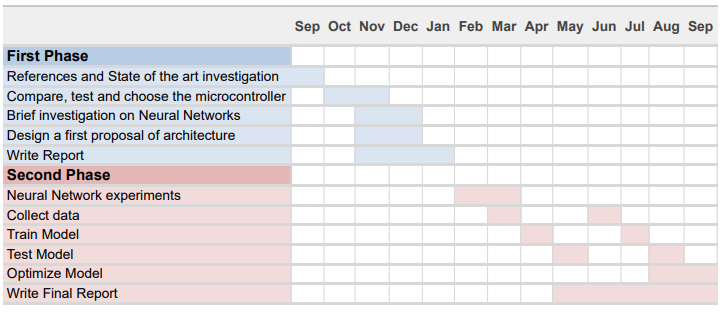 Sep Oct Nov Dec Jan Feb Mar Apr May Jun Jul Aug Sep
First Phase
References and State of the art investigation
Compare, test and choose the microcontroller
Brief investigation on Neural Networks
Design a first proposal of architecture
Write Report
Second Phase
Neural Network experiments
Collect data
Train Model
Test Model
Optimize Model
Write Final Report